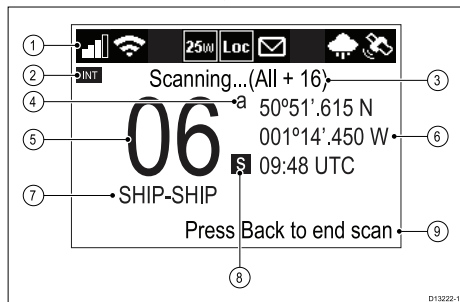 1 25W Loc
2 INT Scanning...(All + 16) 3
4 a 50º51'.615 N
5 06 001º14'.450 W 6
S 09:48 UTC
7 SHIP-SHIP
Press Back to end scan 9
8
D13222-1